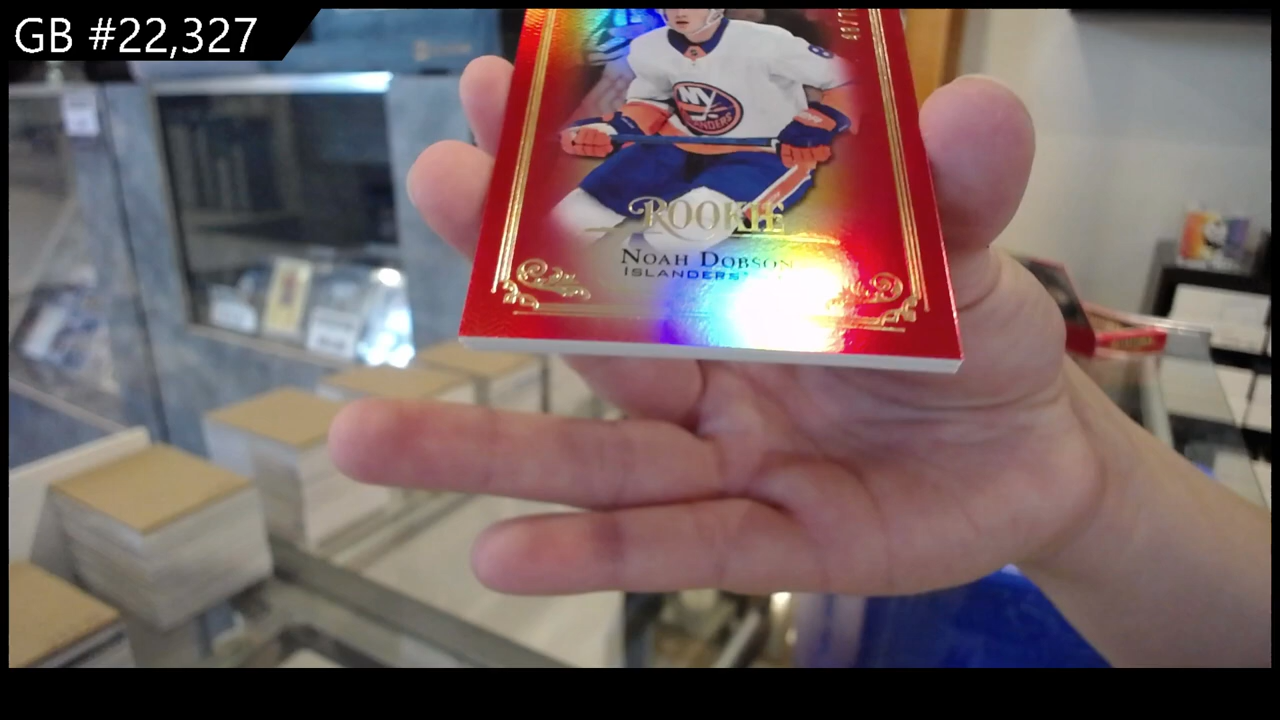 GB #22,327
NY
ISLANDERS
ROOKIE
NOAH DOBSON
ISLANDERS